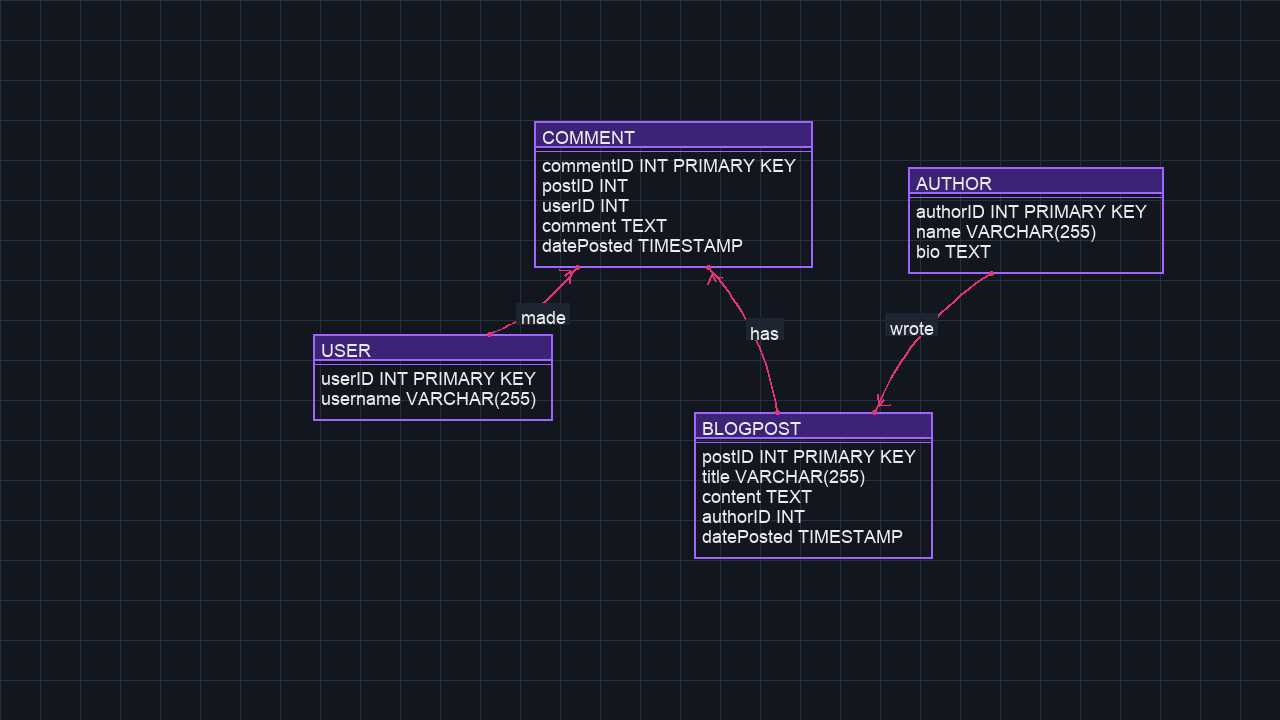 COMMENT
commentID INT PRIMARY KEY
postID INT
userID INT
comment TEXT
datePosted TIMESTAMP
AUTHOR
authorID INT PRIMARY KEY
name VARCHAR(255)
bio TEXT
made
has
wrote
USER
userID INT PRIMARY KEY
username VARCHAR(255)
BLOGPOST
postID INT PRIMARY KEY
title VARCHAR(255)
content TEXT
authorID INT
datePosted TIMESTAMP